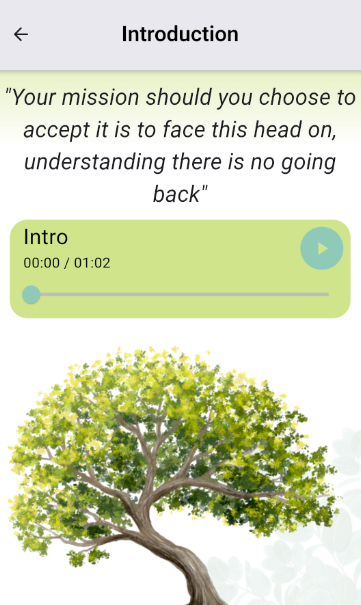 Introduction
"Your mission should you choose to
accept it is to face this head on,
understanding there is no going
back"
Intro
00:00 / 01:02